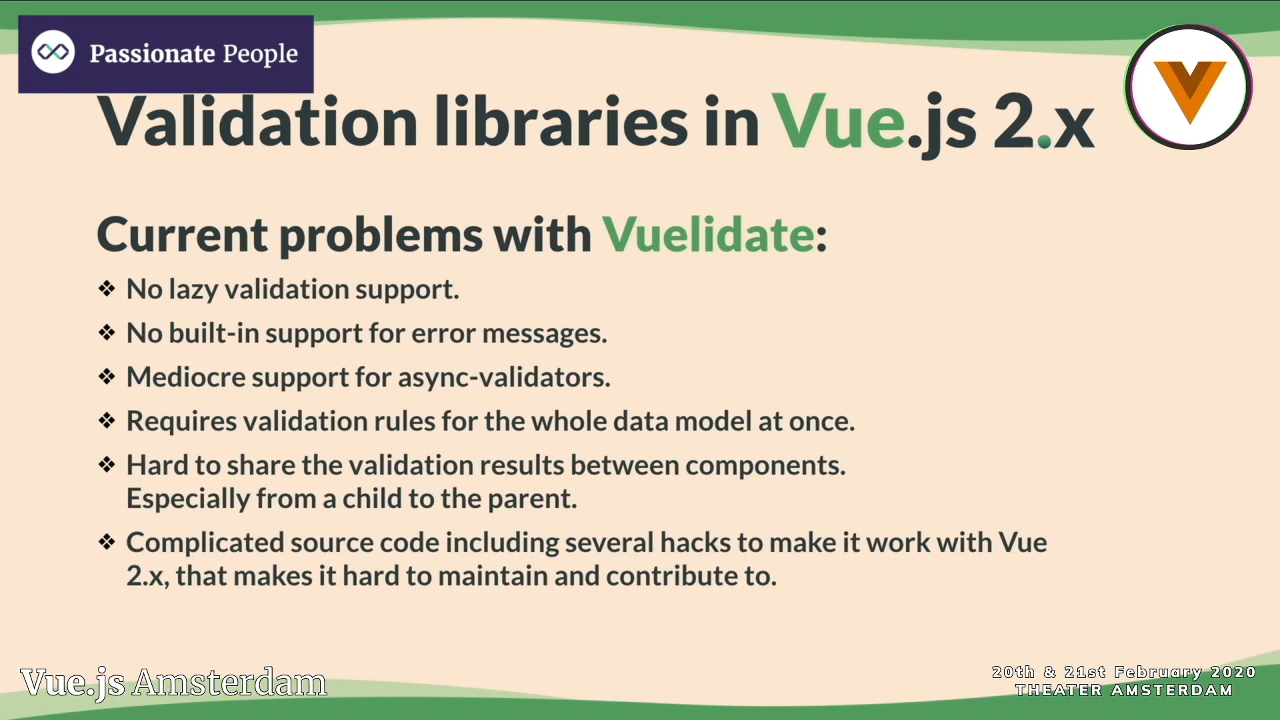 Passionate People
Validation libraries in Vue.js 2.x
Current problems with Vuelidate:
❖ No lazy validation support.
❖ No built-in support for error messages.
❖ Mediocre support for async-validators.
❖ Requires validation rules for the whole data model at once.
❖ Hard to share the validation results between components.
Especially from a child to the parent.
❖ Complicated source code including several hacks to make it work with Vue
2.x, that makes it hard to maintain and contribute to.
Vue.js Amsterdam
20th & 21st February 2020
THEATER AMSTERDAM